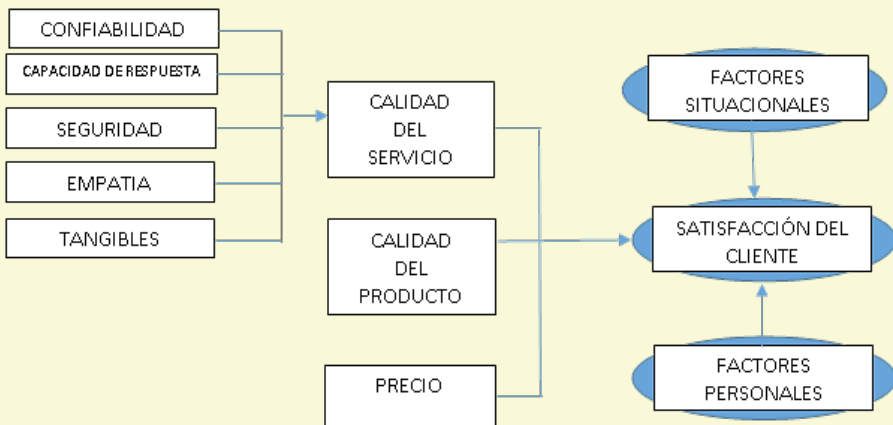 CONFIABILIDAD
CAPACIDAD DE RESPUESTA
SEGURIDAD
EMPATIA
TANGIBLES
CALIDAD
DEL
SERVICIO
CALIDAD
DEL
PRODUCTO
PRECIO
FACTORES
SITUACIONALES
SATISFACCIÓN DEL
CLIENTE
FACTORES
PERSONALES